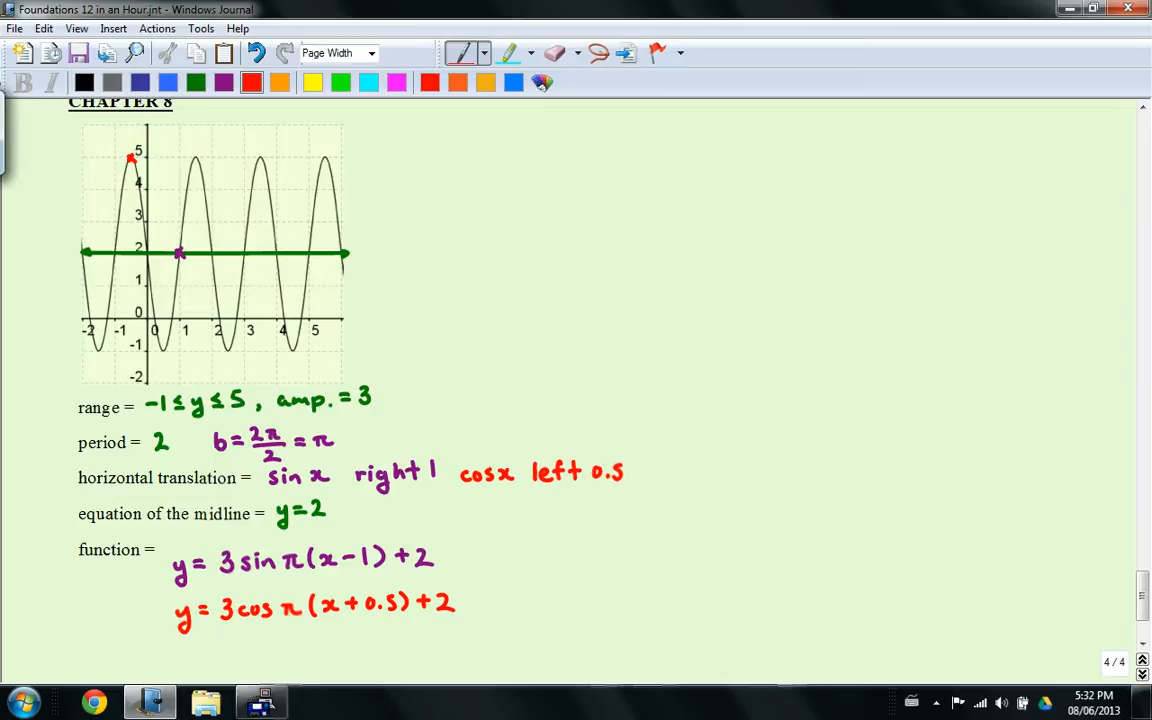 Foundations 12 in an Hour.jnt - Windows Journal
File Edit View Insert Actions Tools Help
Page Width
B I
CHAPTER 8
5
4
3
2
1
0
-2 -1 0 1 2 3 4 5
-1
-2
range = -1 ≤ y ≤ 5, amp. = 3
period = 2 b = 2π/2 = π
horizontal translation = sin x right 1 cosx left 0.5
equation of the midline = y=2
function =
y = 3 sin π(x-1)+2
y = 3 cos π(x+0.5)+2
4 / 4
5:32 PM
08/06/2013